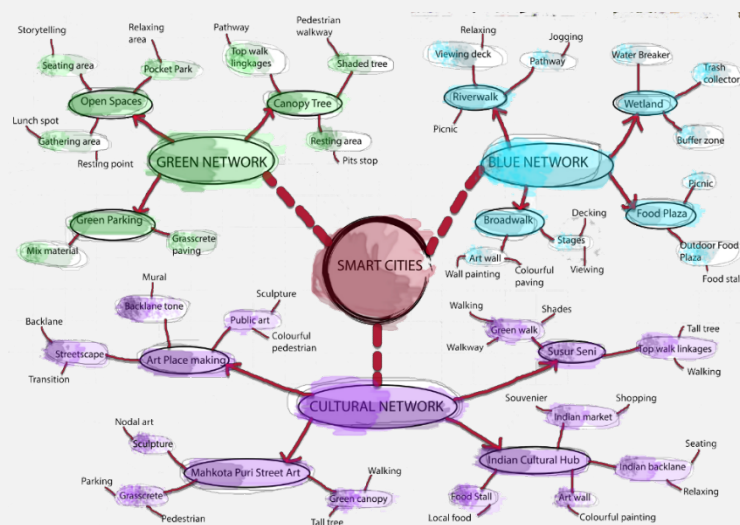 Storytelling
Relaxing
area
Seating area
Pocket Park
Open Spaces
Lunch spot
Gathering area
Resting point
Pathway
Pedestrian
walkway
Top walk
lingkages
Shaded tree
Canopy Tree
Resting area
Pits stop
GREEN NETWORK
Green Parking
Mix material
Grasscrete
paving
Relaxing
Viewing deck
Jogging
Pathway
Riverwalk
Picnic
Water Breaker
Trash
collector
Wetland
Buffer zone
BLUE NETWORK
Broadwalk
Decking
Stages
Art wall
Wall painting
Colourful
paving
Viewing
Picnic
Food Plaza
Outdoor Food
Plaza
Food stall
SMART CITIES
Mural
Backlane tone
Sculpture
Public art
Colourful
pedestrian
Backlane
Streetscape
Transition
Art Place making
Walking
Shades
Green walk
Walkway
Susur Seni
Tall tree
Top walk linkages
Walking
CULTURAL NETWORK
Nodal art
Sculpture
Mahkota Puri Street Art
Parking
Grasscrete
Pedestrian
Walking
Green canopy
Tall tree
Souvenier
Shopping
Indian market
Indian Cultural Hub
Seating
Indian backlane
Relaxing
Food Stall
Local food
Art wall
Colourful painting